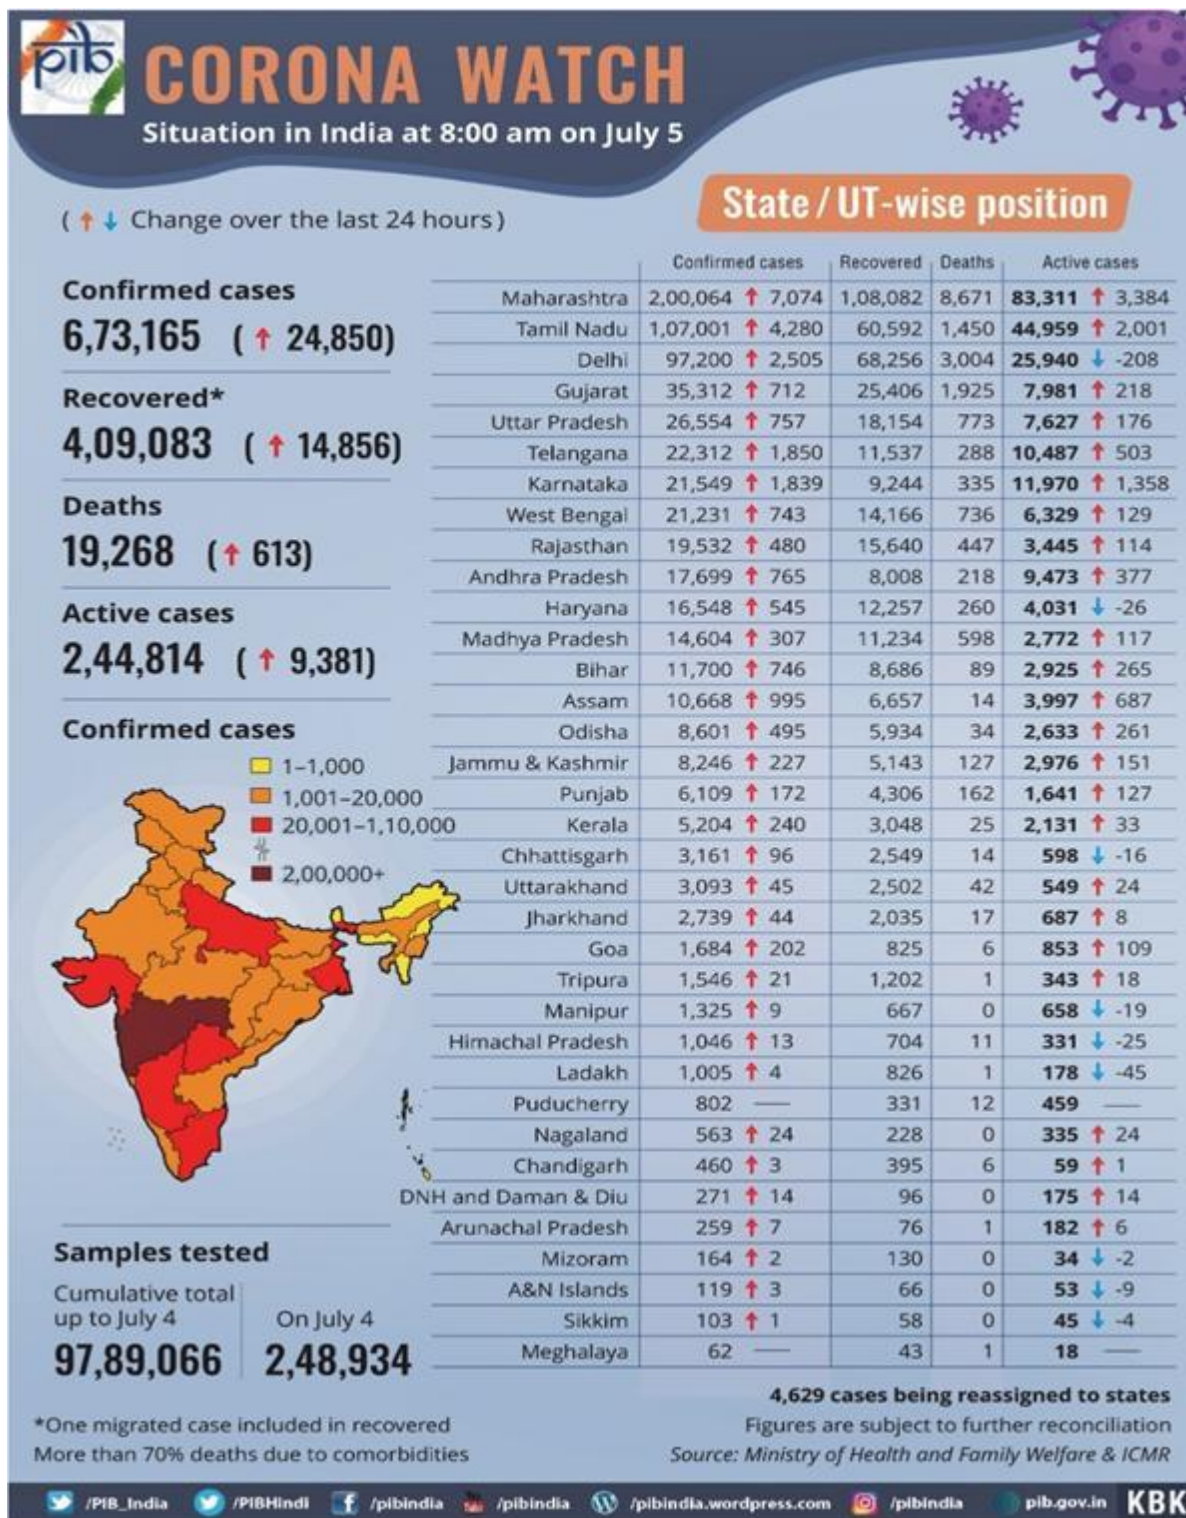 pib
CORONA WATCH
Situation in India at 8:00 am on July 5
( ↑ ↓ Change over the last 24 hours )
Confirmed cases
6,73,165 ( ↑ 24,850)
Recovered*
4,09,083 ( ↑ 14,856)
Deaths
19,268 (↑ 613)
Active cases
2,44,814 ( ↑ 9,381)
Confirmed cases
1–1,000
1,001–20,000
20,001–1,10,000
2,00,000+
Samples tested
Cumulative total
up to July 4
97,89,066
On July 4
2,48,934
State / UT-wise position
Confirmed cases Recovered Deaths Active cases
Maharashtra 2,00,064 ↑ 7,074 1,08,082 8,671 83,311 ↑ 3,384
Tamil Nadu 1,07,001 ↑ 4,280 60,592 1,450 44,959 ↑ 2,001
Delhi 97,200 ↑ 2,505 68,256 3,004 25,940 ↓ -208
Gujarat 35,312 ↑ 712 25,406 1,925 7,981 ↑ 218
Uttar Pradesh 26,554 ↑ 757 18,154 773 7,627 ↑ 176
Telangana 22,312 ↑ 1,850 11,537 288 10,487 ↑ 503
Karnataka 21,549 ↑ 1,839 9,244 335 11,970 ↑ 1,358
West Bengal 21,231 ↑ 743 14,166 736 6,329 ↑ 129
Rajasthan 19,532 ↑ 480 15,640 447 3,445 ↑ 114
Andhra Pradesh 17,699 ↑ 765 8,008 218 9,473 ↑ 377
Haryana 16,548 ↑ 545 12,257 260 4,031 ↓ -26
Madhya Pradesh 14,604 ↑ 307 11,234 598 2,772 ↑ 117
Bihar 11,700 ↑ 746 8,686 89 2,925 ↑ 265
Assam 10,668 ↑ 995 6,657 14 3,997 ↑ 687
Odisha 8,601 ↑ 495 5,934 34 2,633 ↑ 261
Jammu & Kashmir 8,246 ↑ 227 5,143 127 2,976 ↑ 151
Punjab 6,109 ↑ 172 4,306 162 1,641 ↑ 127
Kerala 5,204 ↑ 240 3,048 25 2,131 ↑ 33
Chhattisgarh 3,161 ↑ 96 2,549 14 598 ↓ -16
Uttarakhand 3,093 ↑ 45 2,502 42 549 ↑ 24
Jharkhand 2,739 ↑ 44 2,035 17 687 ↑ 8
Goa 1,684 ↑ 202 825 6 853 ↑ 109
Tripura 1,546 ↑ 21 1,202 1 343 ↑ 18
Manipur 1,325 ↑ 9 667 0 658 ↓ -19
Himachal Pradesh 1,046 ↑ 13 704 11 331 ↓ -25
Ladakh 1,005 ↑ 4 826 1 178 ↓ -45
Puducherry 802 — 331 12 459 —
Nagaland 563 ↑ 24 228 0 335 ↑ 24
Chandigarh 460 ↑ 3 395 6 59 ↑ 1
DNH and Daman & Diu 271 ↑ 14 96 0 175 ↑ 14
Arunachal Pradesh 259 ↑ 7 76 1 182 ↑ 6
Mizoram 164 ↑ 2 130 0 34 ↓ -2
A&N Islands 119 ↑ 3 66 0 53 ↓ -9
Sikkim 103 ↑ 1 58 0 45 ↓ -4
Meghalaya 62 — 43 1 18 —
4,629 cases being reassigned to states
*One migrated case included in recovered
Figures are subject to further reconciliation
More than 70% deaths due to comorbidities
Source: Ministry of Health and Family Welfare & ICMR
/PIB_India /PIBHindi /pibindia /pibindia /pibindia.wordpress.com /pibindia pib.gov.in KBK